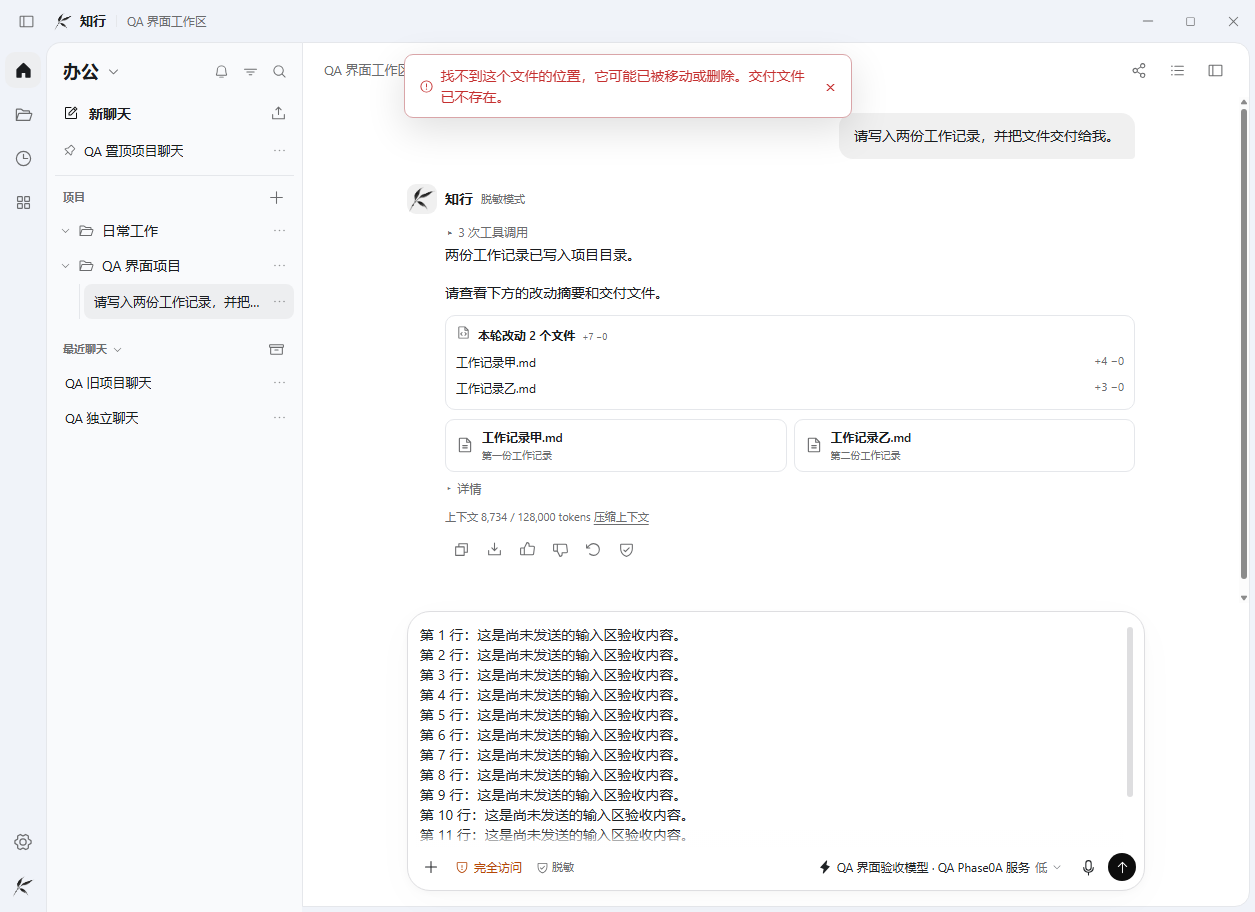 知行
QA 界面工作区
办公
新聊天
QA 置顶项目聊天
项目
日常工作
QA 界面项目
请写入两份工作记录，并把...
最近聊天
QA 旧项目聊天
QA 独立聊天
QA 界面工作区
找不到这个文件的位置，它可能已被移动或删除。交付文件
已不存在。
请写入两份工作记录，并把文件交付给我。
知行 脱敏模式
3 次工具调用
两份工作记录已写入项目目录。
请查看下方的改动摘要和交付文件。
本轮改动 2 个文件 +7 −0
工作记录甲.md +4 −0
工作记录乙.md +3 −0
工作记录甲.md
第一份工作记录
工作记录乙.md
第二份工作记录
详情
上下文 8,734 / 128,000 tokens 压缩上下文
第 1 行：这是尚未发送的输入区验收内容。
第 2 行：这是尚未发送的输入区验收内容。
第 3 行：这是尚未发送的输入区验收内容。
第 4 行：这是尚未发送的输入区验收内容。
第 5 行：这是尚未发送的输入区验收内容。
第 6 行：这是尚未发送的输入区验收内容。
第 7 行：这是尚未发送的输入区验收内容。
第 8 行：这是尚未发送的输入区验收内容。
第 9 行：这是尚未发送的输入区验收内容。
第 10 行：这是尚未发送的输入区验收内容。
第 11 行：这是尚未发送的输入区验收内容。
完全访问 脱敏 QA 界面验收模型 · QA Phase0A 服务 低